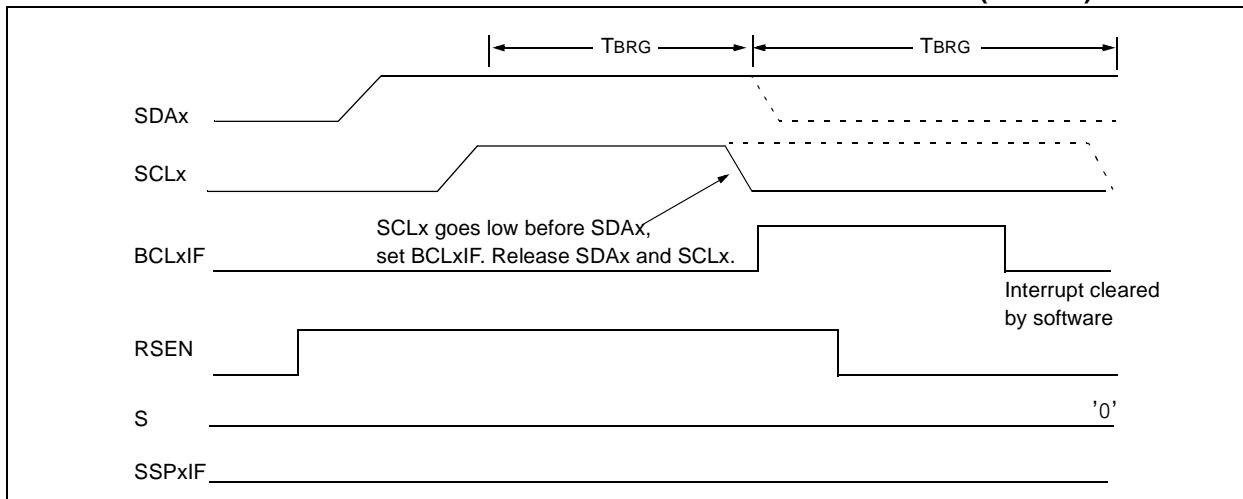 TBRG TBRG
SDAx
SCLx
SCLx goes low before SDAx,
set BCLxIF. Release SDAx and SCLx.
BCLxIF
Interrupt cleared
by software
RSEN
S
'0'
SSPxIF